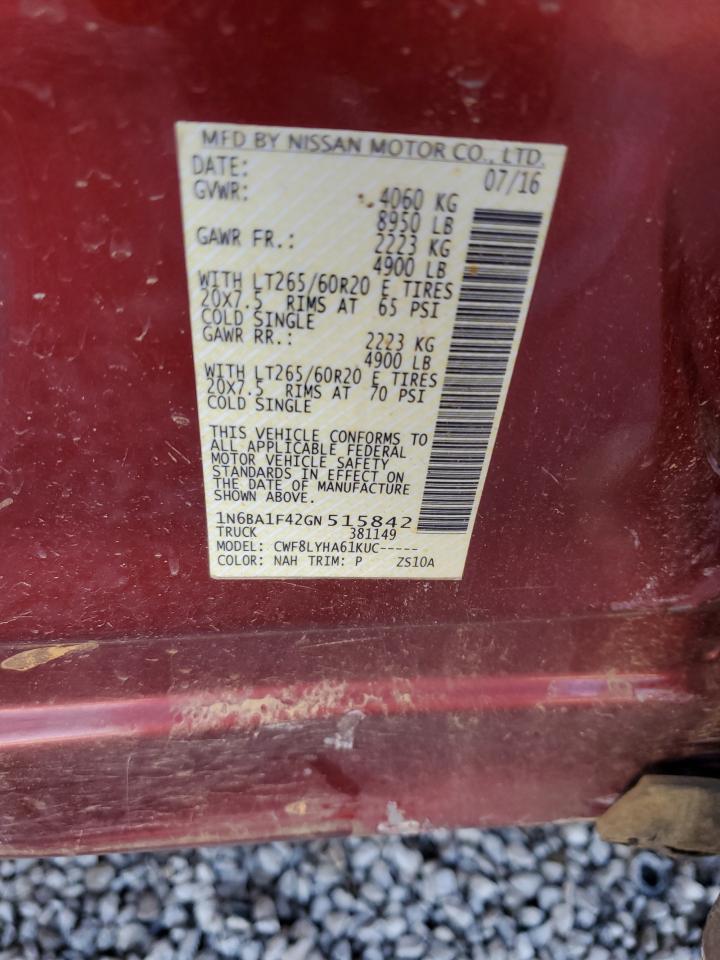 MFD BY NISSAN MOTOR CO., LTD.
DATE: 07/16
GVWR: 4060 KG
8950 LB
GAWR FR.: 2223 KG
4900 LB
WITH LT265/60R20 E TIRES
20X7.5 RIMS AT 65 PSI
COLD SINGLE
GAWR RR.: 2223 KG
4900 LB
WITH LT265/60R20 E TIRES
20X7.5 RIMS AT 70 PSI
COLD SINGLE
THIS VEHICLE CONFORMS TO
ALL APPLICABLE FEDERAL
MOTOR VEHICLE SAFETY
STANDARDS IN EFFECT ON
THE DATE OF MANUFACTURE
SHOWN ABOVE.
1N6BA1F42GN515842
TRUCK 381149
MODEL: CWF8LYHA61KUC-----
COLOR: NAH TRIM: P ZS10A